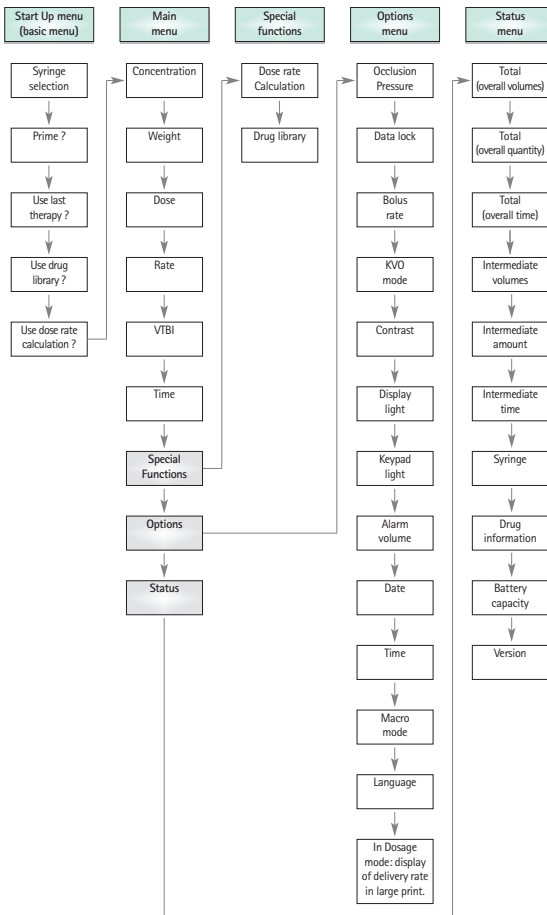 Start Up menu
(basic menu)
Syringe
selection
Prime ?
Use last
therapy ?
Use drug
library ?
Use dose rate
calculation ?
Main
menu
Concentration
Weight
Dose
Rate
VTBI
Time
Special
Functions
Options
Status
Special
functions
Dose rate
Calculation
Drug library
Options
menu
Occlusion
Pressure
Data lock
Bolus
rate
KVO
mode
Contrast
Display
light
Keypad
light
Alarm
volume
Date
Time
Macro
mode
Language
In Dosage
mode: display
of delivery rate
in large print.
Status
menu
Total
(overall volumes)
Total
(overall quantity)
Total
(overall time)
Intermediate
volumes
Intermediate
amount
Intermediate
time
Syringe
Drug
information
Battery
capacity
Version